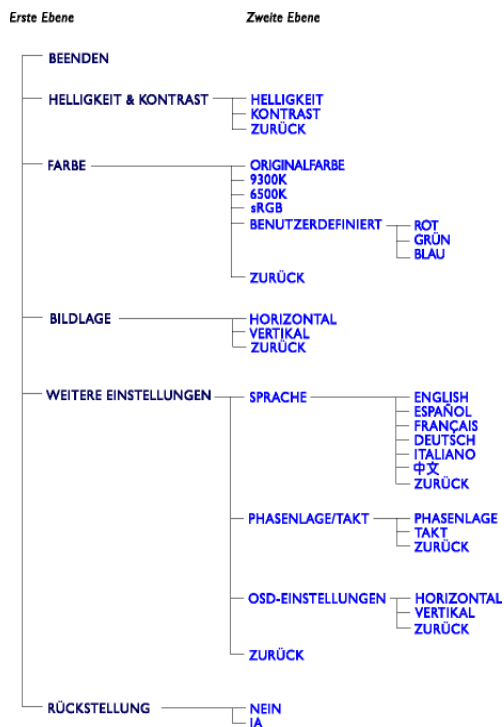 Erste Ebene Zweite Ebene
BEENDEN
HELLIGKEIT & KONTRAST HELLIGKEIT
KONTRAST
ZURÜCK
FARBE ORIGINALFARBE
9300K
6500K
sRGB
BENUTZERDEFINIERT ROT
GRÜN
BLAU
ZURÜCK
BILDLAGE HORIZONTAL
VERTIKAL
ZURÜCK
WEITERE EINSTELLUNGEN SPRACHE ENGLISH
ESPAÑOL
FRANÇAIS
DEUTSCH
ITALIANO
中文
ZURÜCK
PHASENLAGE/TAKT PHASENLAGE
TAKT
ZURÜCK
OSD-EINSTELLUNGEN HORIZONTAL
VERTIKAL
ZURÜCK
ZURÜCK
RÜCKSTELLUNG NEIN
JA